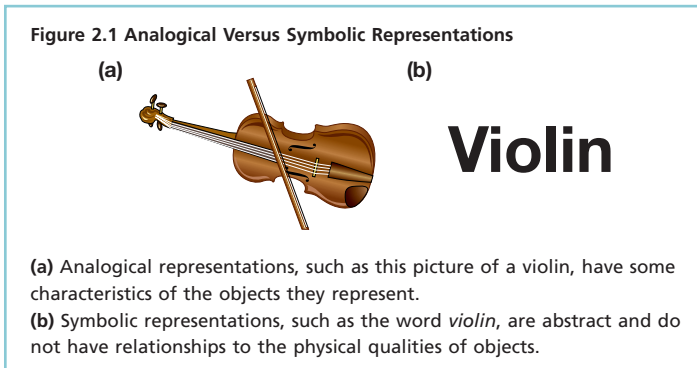 Figure 2.1 Analogical Versus Symbolic Representations
(a)
(b)
Violin
(a) Analogical representations, such as this picture of a violin, have some
characteristics of the objects they represent.
(b) Symbolic representations, such as the word violin, are abstract and do
not have relationships to the physical qualities of objects.